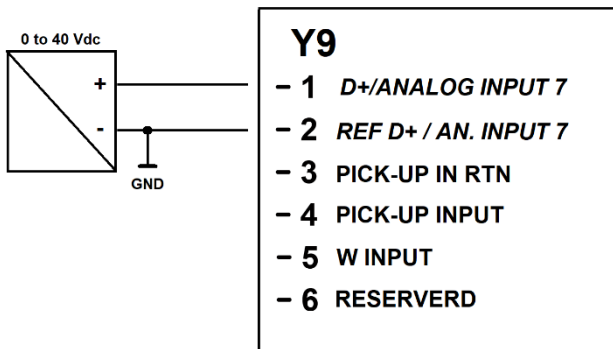 0 to 40 Vdc
+
-
GND
Y9
- 1 D+/ANALOG INPUT 7
- 2 REF D+ / AN. INPUT 7
- 3 PICK-UP IN RTN
- 4 PICK-UP INPUT
- 5 W INPUT
- 6 RESERVERD